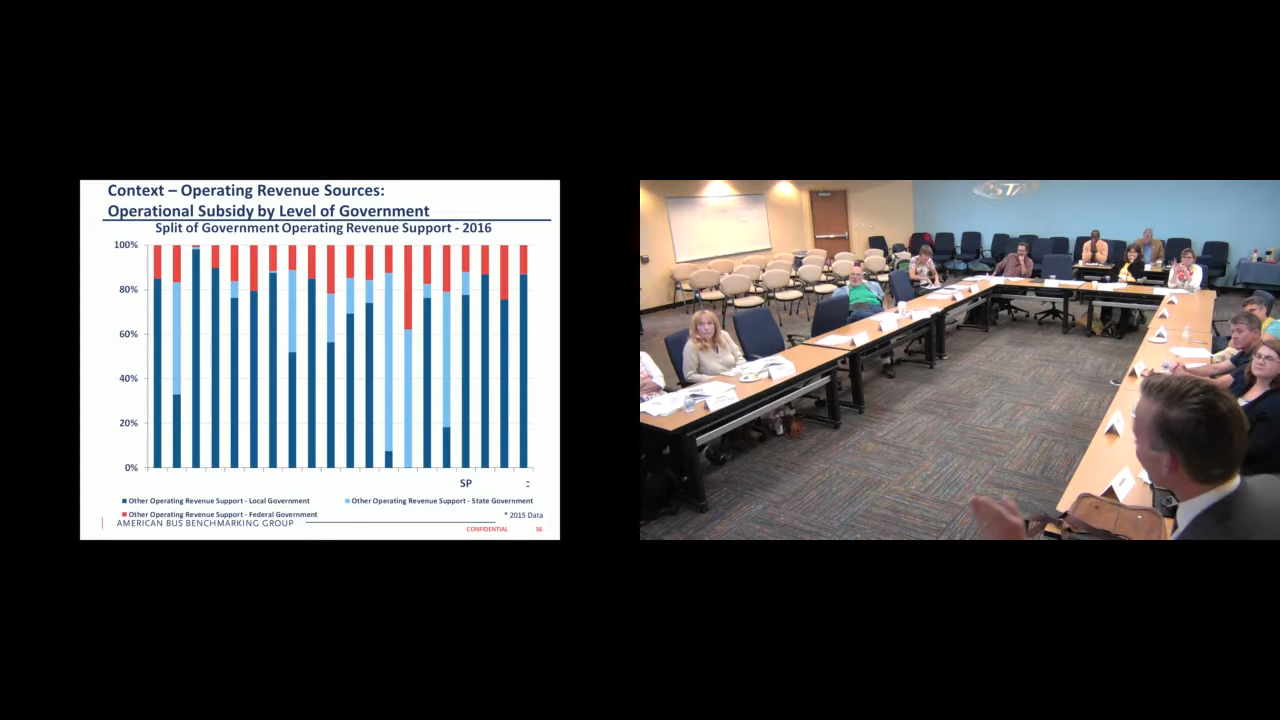 Context – Operating Revenue Sources:
Operational Subsidy by Level of Government
Split of Government Operating Revenue Support - 2016
100%
80%
60%
40%
20%
0%
SP
:
Other Operating Revenue Support - Local Government
Other Operating Revenue Support - State Government
Other Operating Revenue Support - Federal Government
* 2015 Data
AMERICAN BUS BENCHMARKING GROUP
CONFIDENTIAL
36